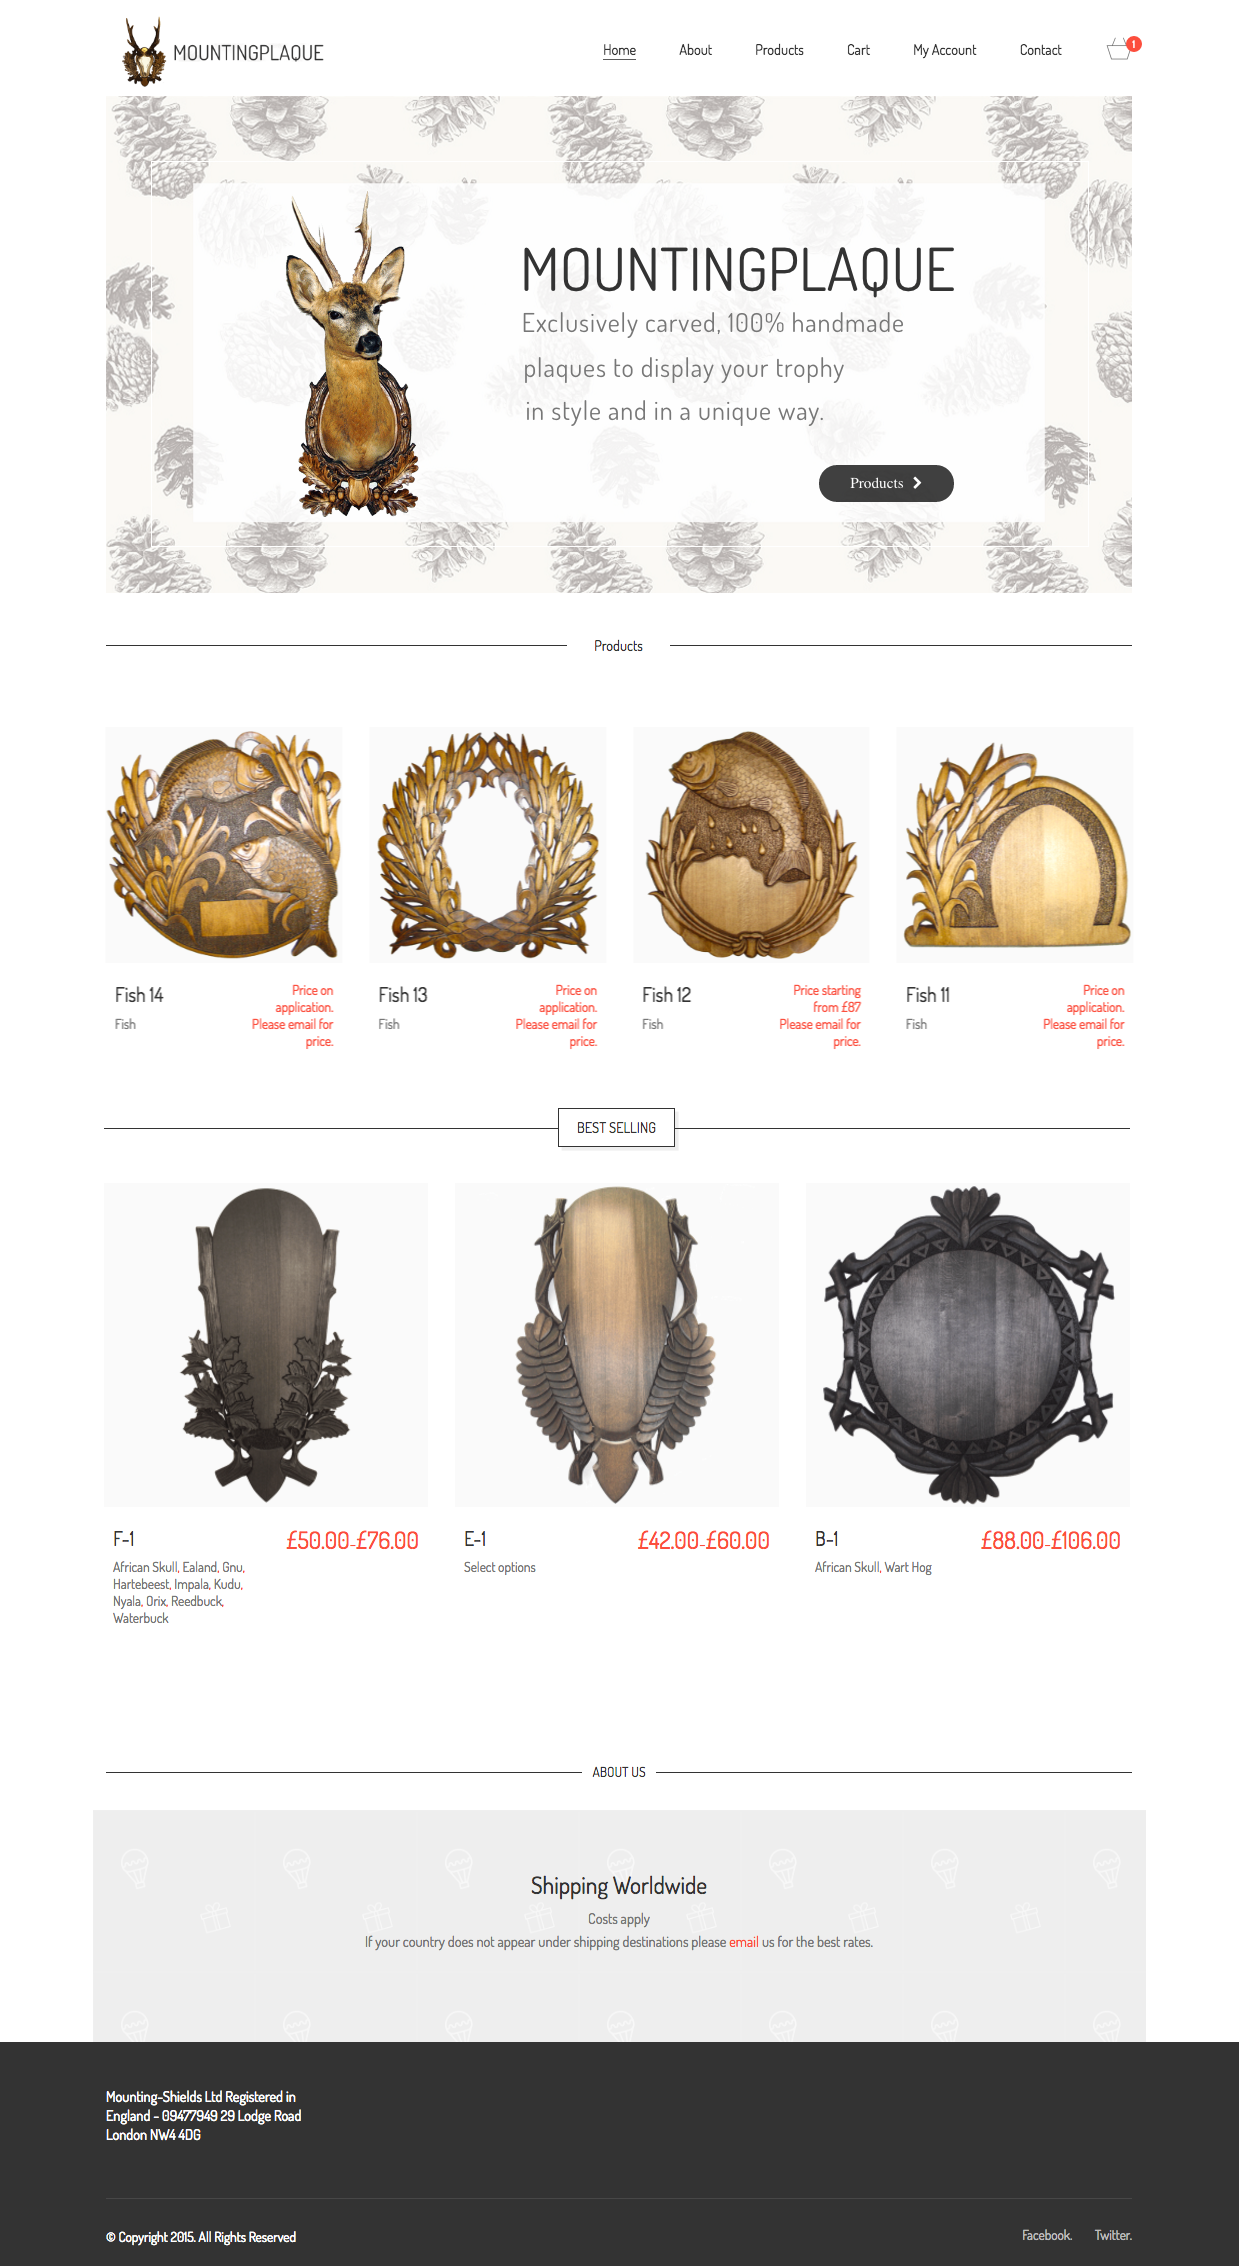 MOUNTINGPLAQUE
Home
About
Products
Cart
My Account
Contact
1
MOUNTINGPLAQUE
Exclusively carved, 100% handmade
plaques to display your trophy
in style and in a unique way.
Products
Products
Fish 14
Fish
Price on
application.
Please email for
price.
Fish 13
Fish
Price on
application.
Please email for
price.
Fish 12
Fish
Price starting
from £87
Please email for
price.
Fish 11
Fish
Price on
application.
Please email for
price.
BEST SELLING
F-1
£50.00-£76.00
African Skull, Ealand, Gnu,
Hartebeest, Impala, Kudu,
Nyala, Orix, Reedbuck,
Waterbuck
E-1
£42.00-£60.00
Select options
B-1
£88.00-£106.00
African Skull, Wart Hog
ABOUT US
Shipping Worldwide
Costs apply
If your country does not appear under shipping destinations please email us for the best rates.
Mounting-Shields Ltd Registered in
England - 09477949 29 Lodge Road
London NW4 4DG
© Copyright 2015. All Rights Reserved
Facebook.
Twitter.